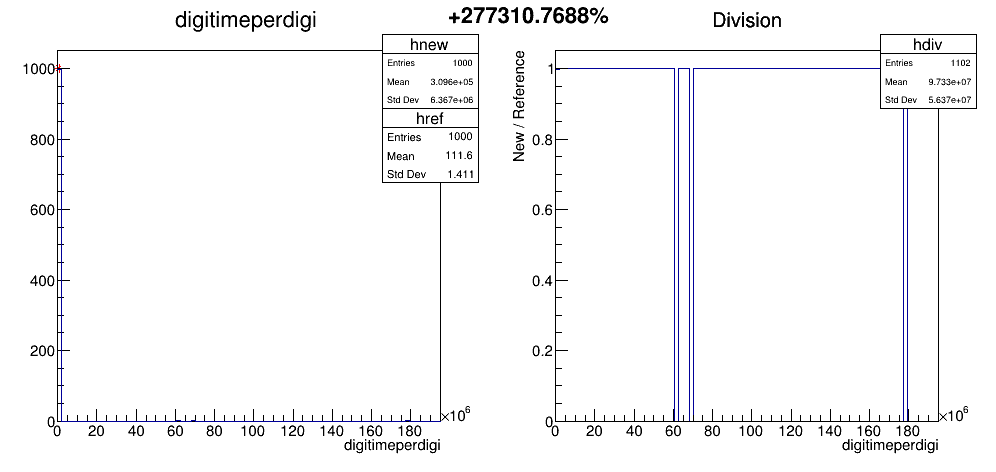 +277310.7688%
digitimeperdigi
hnew
Entries 1000
Mean 3.096e+05
Std Dev 6.367e+06
href
Entries 1000
Mean 111.6
Std Dev 1.411
1000
800
600
400
200
0
0 20 40 60 80 100 120 140 160 180
×10⁶
digitimeperdigi
Division
hdiv
Entries 1102
Mean 9.733e+07
Std Dev 5.637e+07
New / Reference
1
0.8
0.6
0.4
0.2
0
0 20 40 60 80 100 120 140 160 180
×10⁶
digitimeperdigi